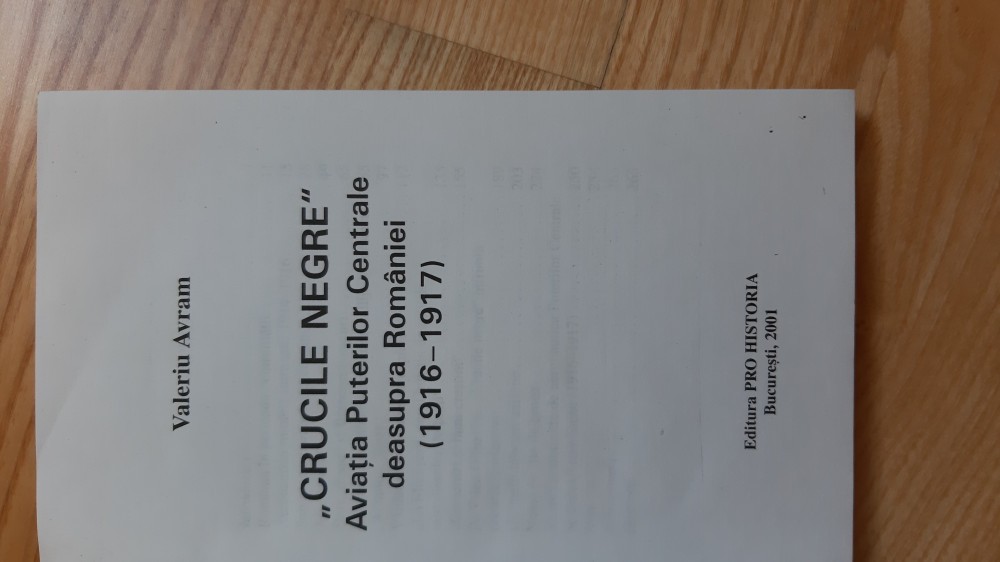 Valeriu Avram
„CRUCILE NEGRE”
Aviația Puterilor Centrale
deasupra României
(1916–1917)
Editura PRO HISTORIA
București, 2001